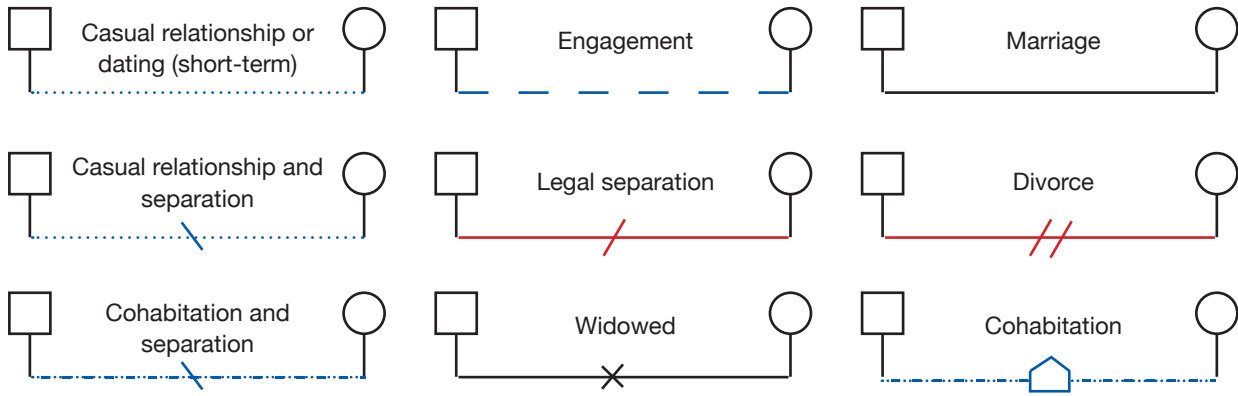 Casual relationship or
dating (short-term)
Engagement
Marriage
Casual relationship and
separation
Legal separation
Divorce
Cohabitation and
separation
Widowed
Cohabitation